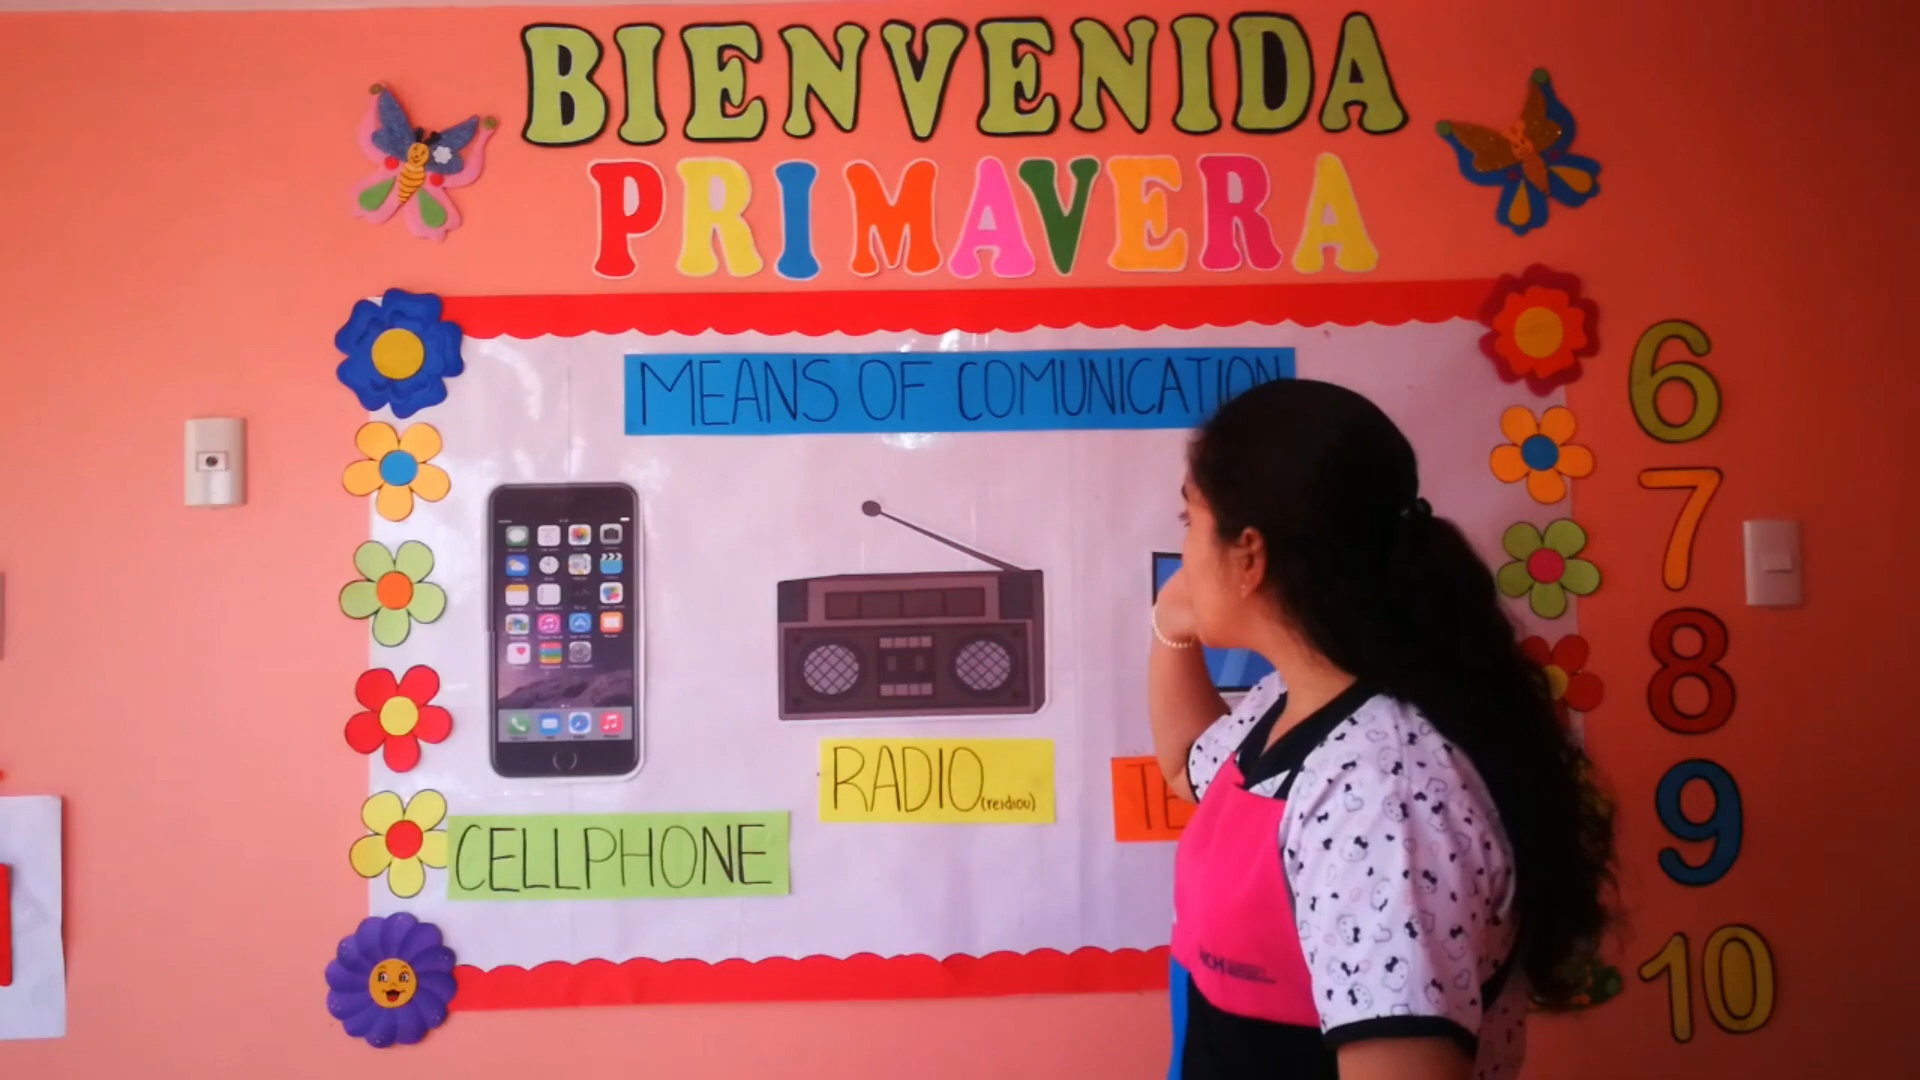 BIENVENIDA
PRIMAVERA
MEANS OF COMUNICATION
RADIO (reidiou)
CELLPHONE
6
7
8
9
10